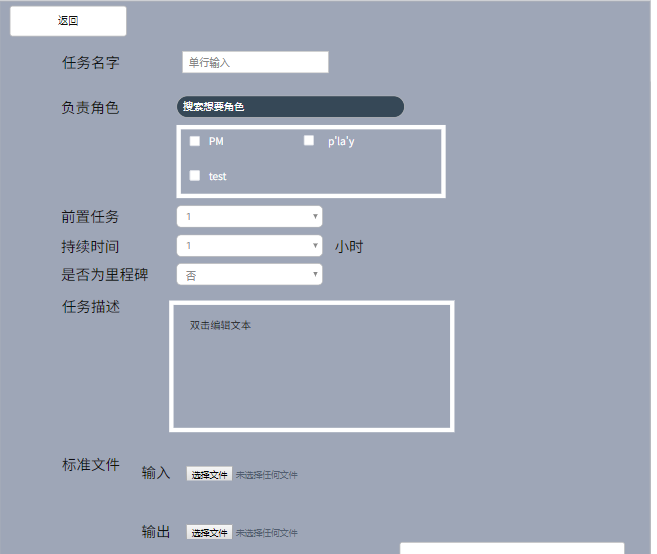 返回
任务名字 单行输入
负责角色 搜索想要角色
PM p'la'y
test
前置任务 1
持续时间 1 小时
是否为里程碑 否
任务描述
双击编辑文本
标准文件
输入 选择文件 未选择任何文件
输出 选择文件 未选择任何文件